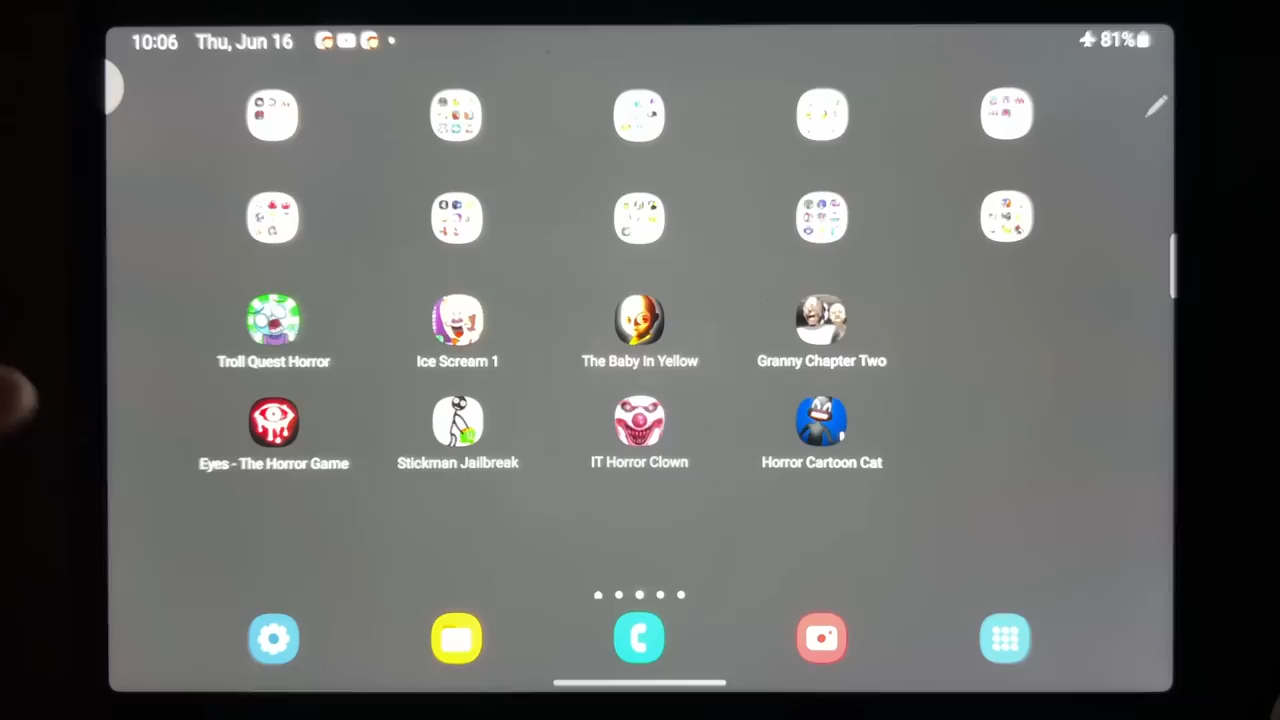 10:06 Thu, Jun 16 81%
Troll Quest Horror Ice Scream 1 The Baby In Yellow Granny Chapter Two
Eyes - The Horror Game Stickman Jailbreak IT Horror Clown Horror Cartoon Cat